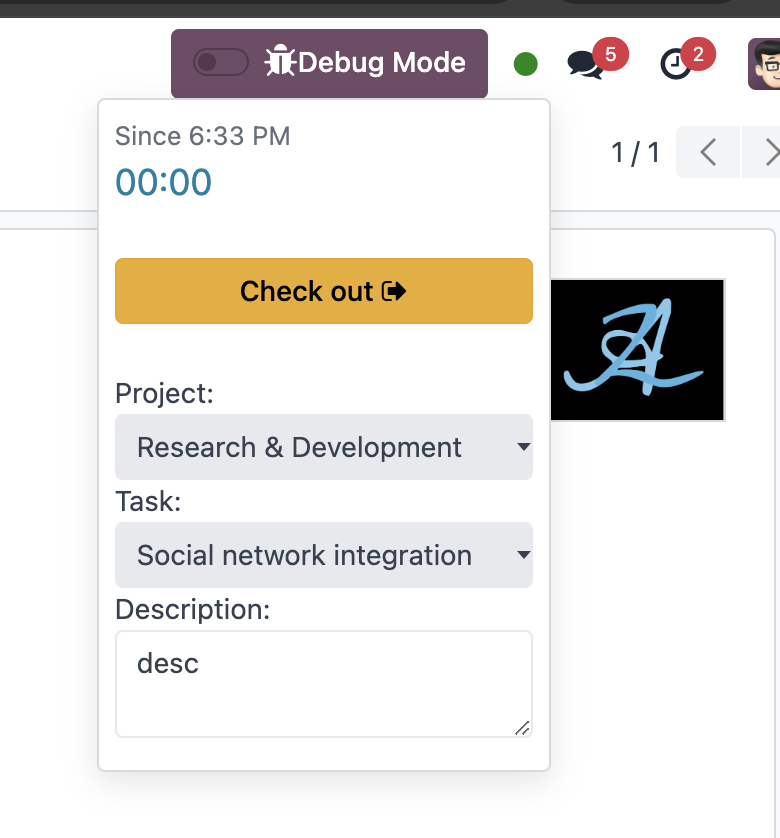 Debug Mode
5
2
Since 6:33 PM
1 / 1
00:00
Check out
Project:
Research & Development
Task:
Social network integration
Description:
desc